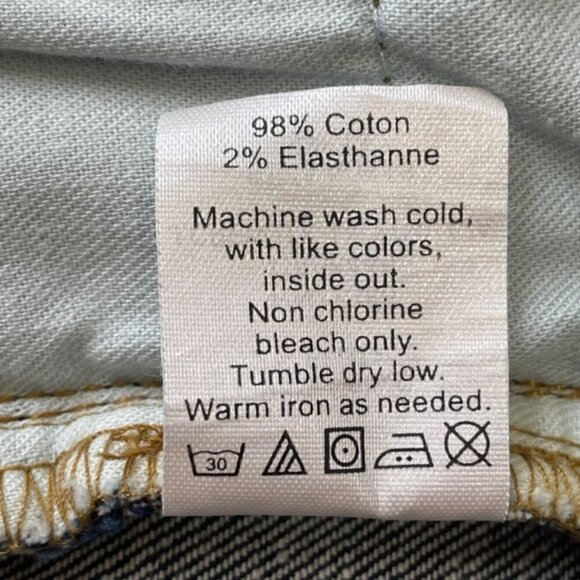 98% Coton
2% Elasthanne
Machine wash cold,
with like colors,
inside out.
Non chlorine
bleach only.
Tumble dry low.
Warm iron as needed.
30